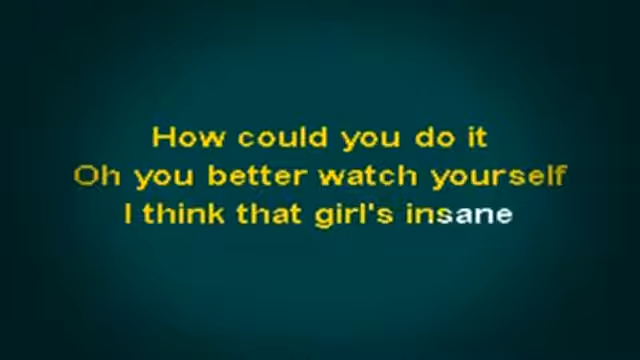 How could you do it
Oh you better watch yourself
I think that girl's insane